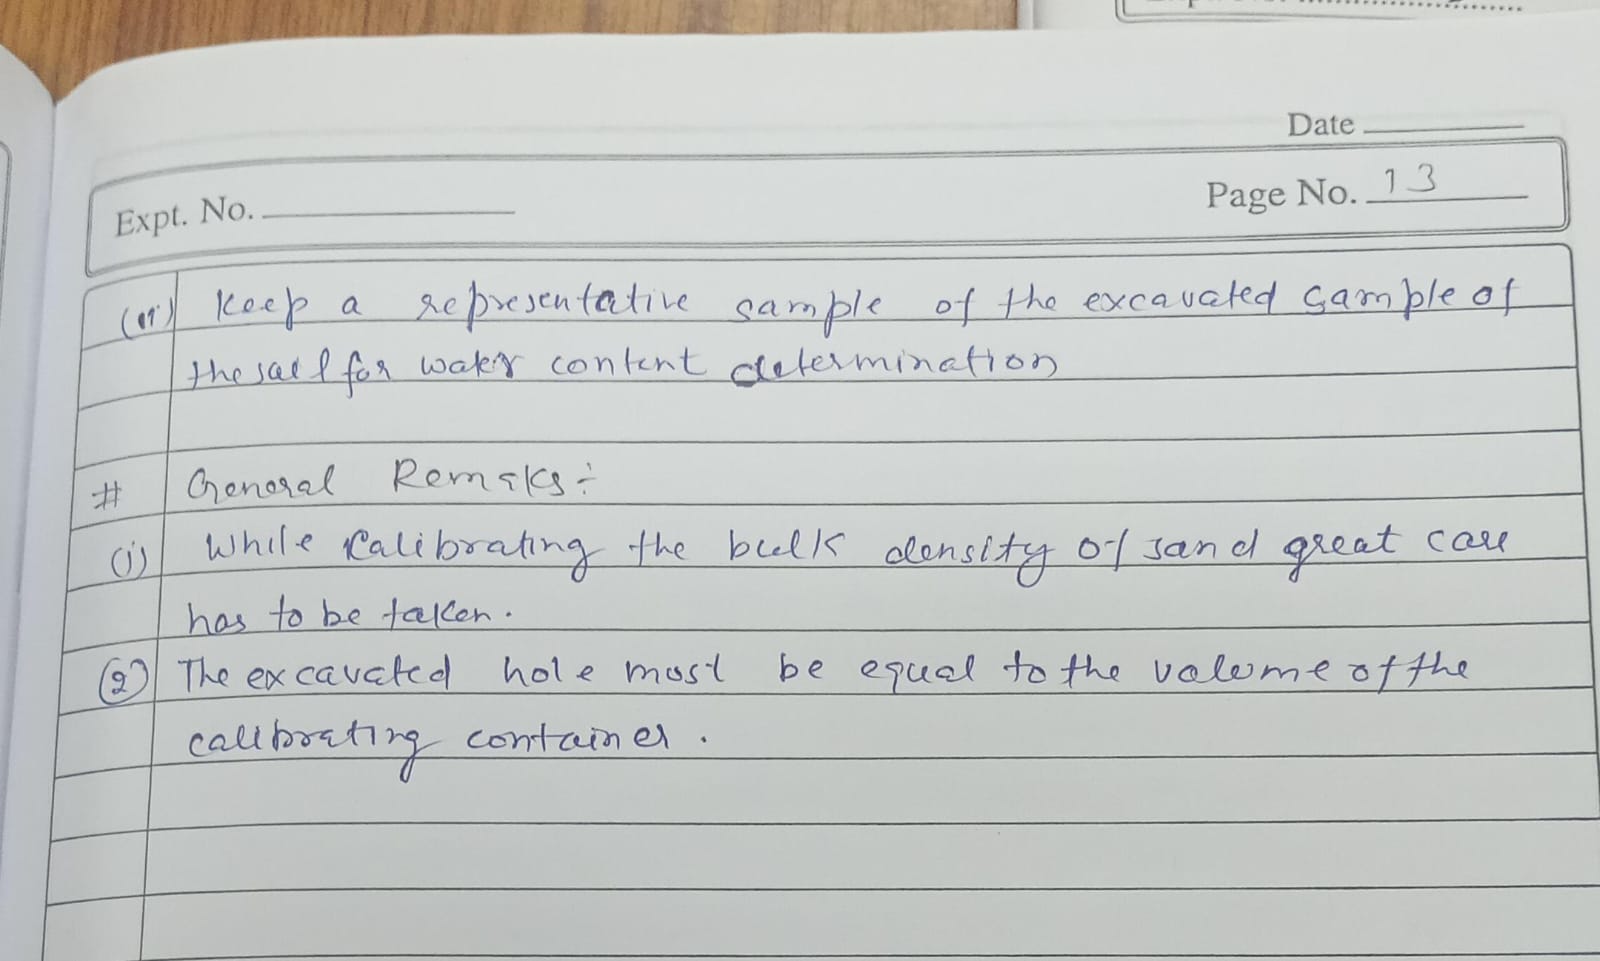 Date
Expt. No.
Page No. 13
(vi) Keep a representative sample of the excavated sample of
the soil for water content determination
# General Remaks:
(i) While Calibrating the bulk density of sand great care
has to be taken.
(2) The excavated hole must be equal to the volume of the
calibrating container.